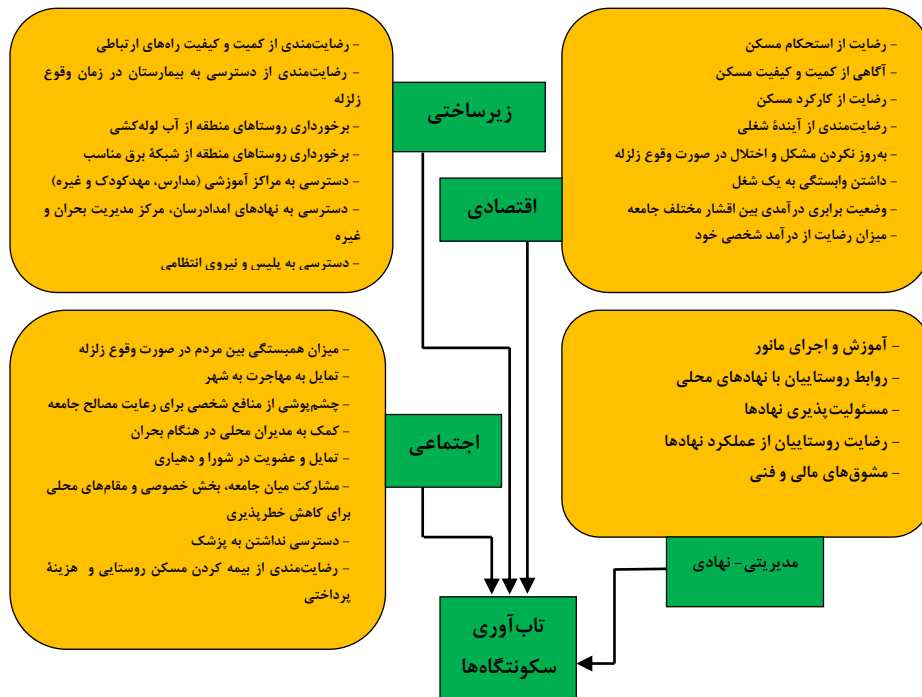 - رضایت از استحکام مسکن
- آگاهی از کمیت و کیفیت مسکن
- رضایت از کارکرد مسکن
- رضایت‌مندی از آیندهٔ شغلی
- به‌روز نکردن مشکل و اختلال در صورت وقوع زلزله
- داشتن وابستگی به یک شغل
- وضعیت برابری درآمدی بین اقشار مختلف جامعه
- میزان رضایت از درآمد شخصی خود
اقتصادی
- رضایت‌مندی از کمیت و کیفیت راه‌های ارتباطی
- رضایت‌مندی از دسترسی به بیمارستان در زمان وقوع
زلزله
- برخورداری روستاهای منطقه از آب لوله‌کشی
- برخورداری روستاهای منطقه از شبکهٔ برق مناسب
- دسترسی به مراکز آموزشی (مدارس، مهدکودک و غیره)
- دسترسی به نهادهای امدادرسان، مرکز مدیریت بحران و
غیره
- دسترسی به پلیس و نیروی انتظامی
زیرساختی
- آموزش و اجرای مانور
- روابط روستاییان با نهادهای محلی
- مسئولیت‌پذیری نهادها
- رضایت روستاییان از عملکرد نهادها
- مشوق‌های مالی و فنی
مدیریتی- نهادی
- میزان همبستگی بین مردم در صورت وقوع زلزله
- تمایل به مهاجرت به شهر
- چشم‌پوشی از منافع شخصی برای رعایت مصالح جامعه
- کمک به مدیران محلی در هنگام بحران
- تمایل و عضویت در شورا و دهیاری
- مشارکت میان جامعه، بخش خصوصی و مقام‌های محلی
برای کاهش خطرپذیری
- دسترسی نداشتن به پزشک
- رضایت‌مندی از بیمه کردن مسکن روستایی و هزینهٔ
پرداختی
اجتماعی
تاب‌آوری
سکونتگاه‌ها